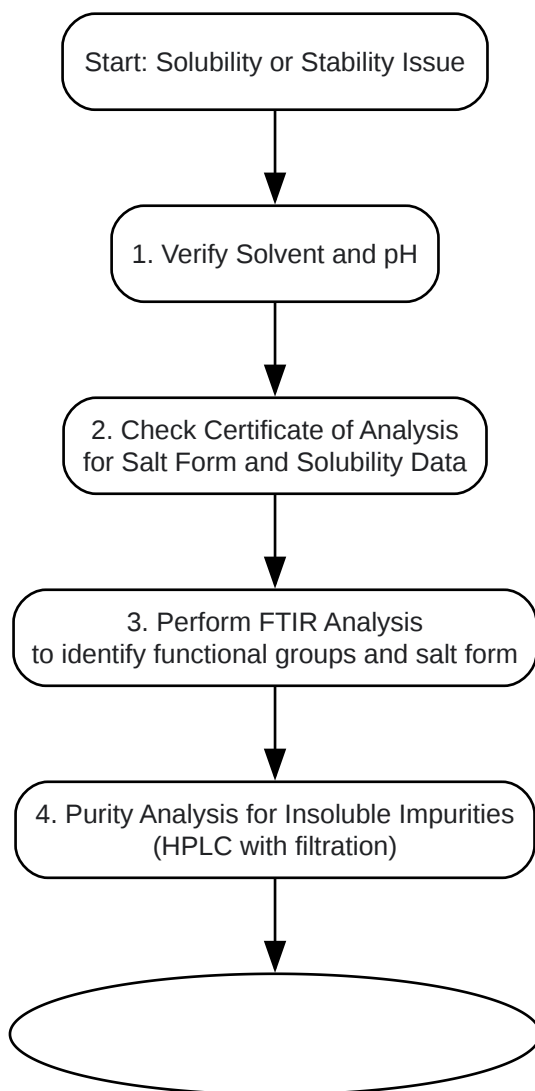 Start: Solubility or Stability Issue
1. Verify Solvent and pH
2. Check Certificate of Analysis
for Salt Form and Solubility Data
3. Perform FTIR Analysis
to identify functional groups and salt form
4. Purity Analysis for Insoluble Impurities
(HPLC with filtration)